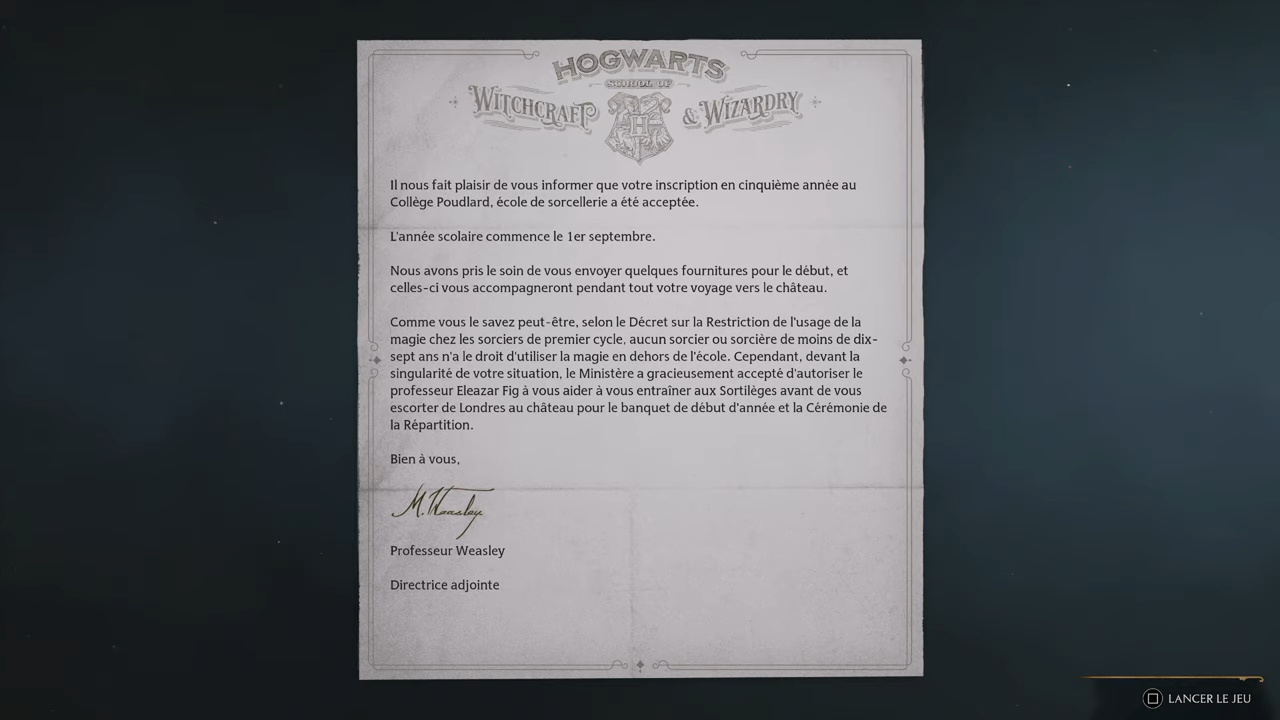 HOGWARTS
SCHOOL OF
WITCHCRAFT & WIZARDRY
H
Il nous fait plaisir de vous informer que votre inscription en cinquième année au
Collège Poudlard, école de sorcellerie a été acceptée.
L'année scolaire commence le 1er septembre.
Nous avons pris le soin de vous envoyer quelques fournitures pour le début, et
celles-ci vous accompagneront pendant tout votre voyage vers le château.
Comme vous le savez peut-être, selon le Décret sur la Restriction de l'usage de la
magie chez les sorciers de premier cycle, aucun sorcier ou sorcière de moins de dix-
sept ans n'a le droit d'utiliser la magie en dehors de l'école. Cependant, devant la
singularité de votre situation, le Ministère a gracieusement accepté d'autoriser le
professeur Eleazar Fig à vous aider à vous entraîner aux Sortilèges avant de vous
escorter de Londres au château pour le banquet de début d'année et la Cérémonie de
la Répartition.
Bien à vous,
M. Weasley
Professeur Weasley
Directrice adjointe
LANCER LE JEU